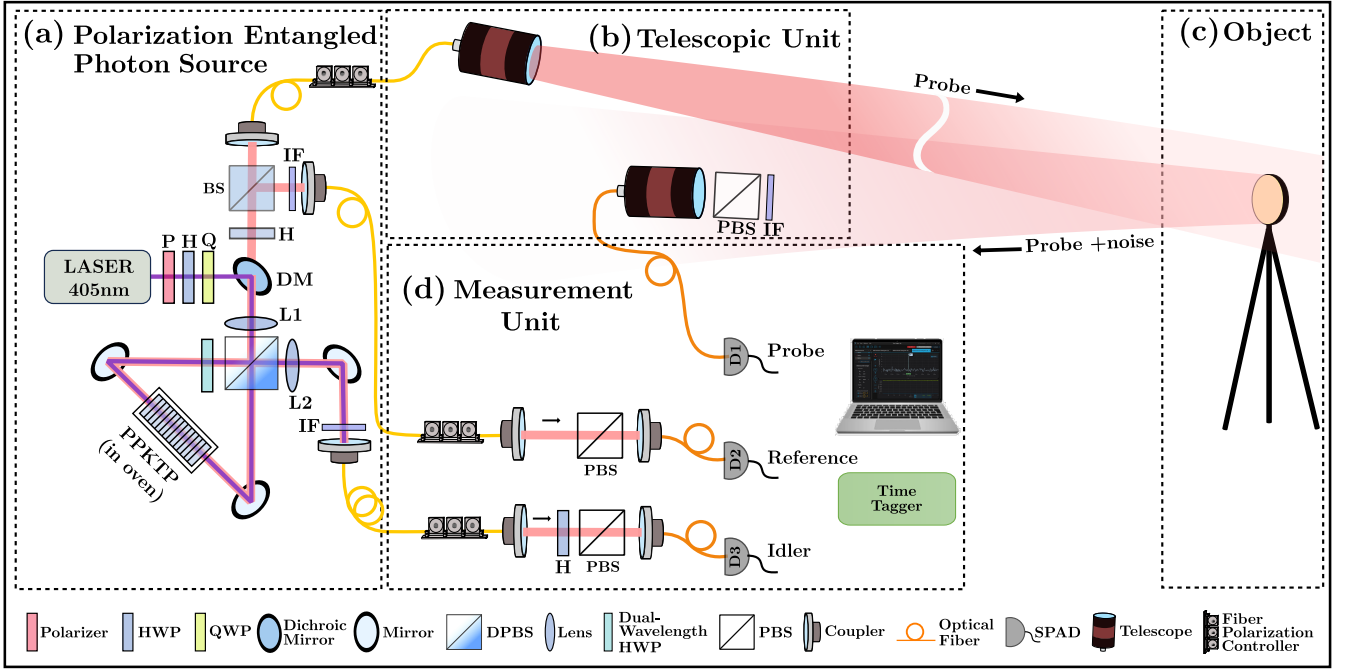 (a) Polarization Entangled
Photon Source
(b) Telescopic Unit
(c) Object
Probe
IF
BS
H
PBS IF
Probe +noise
P H Q
LASER
405nm
DM
L1
L2
IF
PPKTP
(in oven)
(d) Measurement
Unit
D1
Probe
PBS
D2
Reference
Time
Tagger
H
PBS
D3
Idler
Polarizer
HWP
QWP
Dichroic
Mirror
Mirror
DPBS
Lens
Dual-
Wavelength
HWP
PBS
Coupler
Optical
Fiber
SPAD
Telescope
Fiber
Polarization
Controller